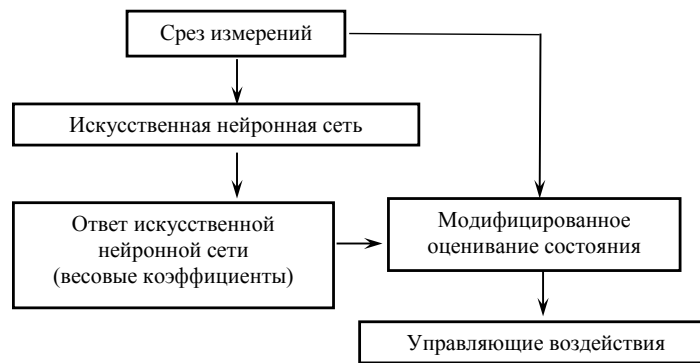 Срез измерений
Искусственная нейронная сеть
Ответ искусственной
нейронной сети
(весовые коэффициенты)
Модифицированное
оценивание состояния
Управляющие воздействия